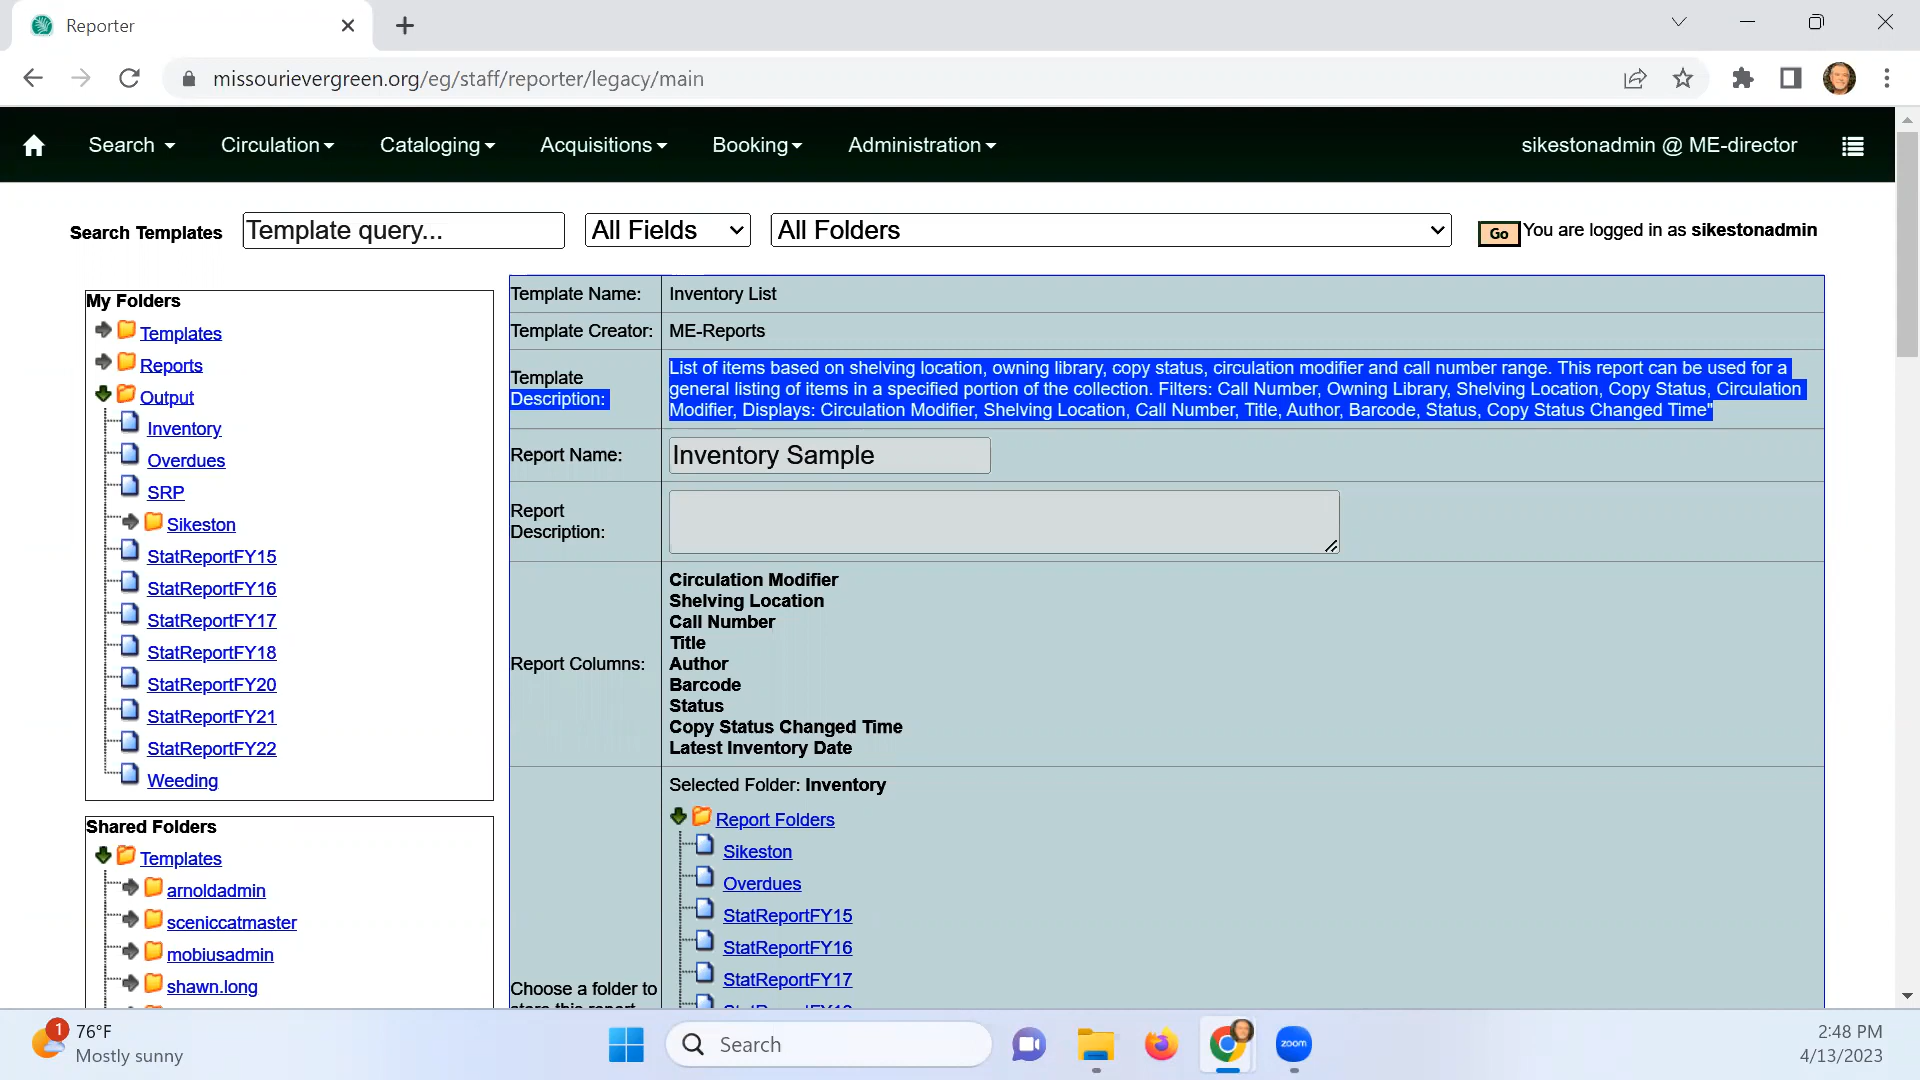 Reporter
missourievergreen.org/eg/staff/reporter/legacy/main
Search
Circulation
Cataloging
Acquisitions
Booking
Administration
sikestonadmin @ ME-director
Search Templates
Template query...
All Fields
All Folders
Go
You are logged in as sikestonadmin
My Folders
Templates
Reports
Output
Inventory
Overdues
SRP
Sikeston
StatReportFY15
StatReportFY16
StatReportFY17
StatReportFY18
StatReportFY20
StatReportFY21
StatReportFY22
Weeding
Shared Folders
Templates
arnoldadmin
sceniccatmaster
mobiusadmin
shawn.long
Template Name: Inventory List
Template Creator: ME-Reports
Template
Description:
List of items based on shelving location, owning library, copy status, circulation modifier and call number range. This report can be used for a
general listing of items in a specified portion of the collection. Filters: Call Number, Owning Library, Shelving Location, Copy Status, Circulation
Modifier, Displays: Circulation Modifier, Shelving Location, Call Number, Title, Author, Barcode, Status, Copy Status Changed Time"
Report Name: Inventory Sample
Report
Description:
Report Columns:
Circulation Modifier
Shelving Location
Call Number
Title
Author
Barcode
Status
Copy Status Changed Time
Latest Inventory Date
Selected Folder: Inventory
Report Folders
Sikeston
Overdues
StatReportFY15
StatReportFY16
StatReportFY17
Choose a folder to
1
76°F
Mostly sunny
Search
zoom
2:48 PM
4/13/2023